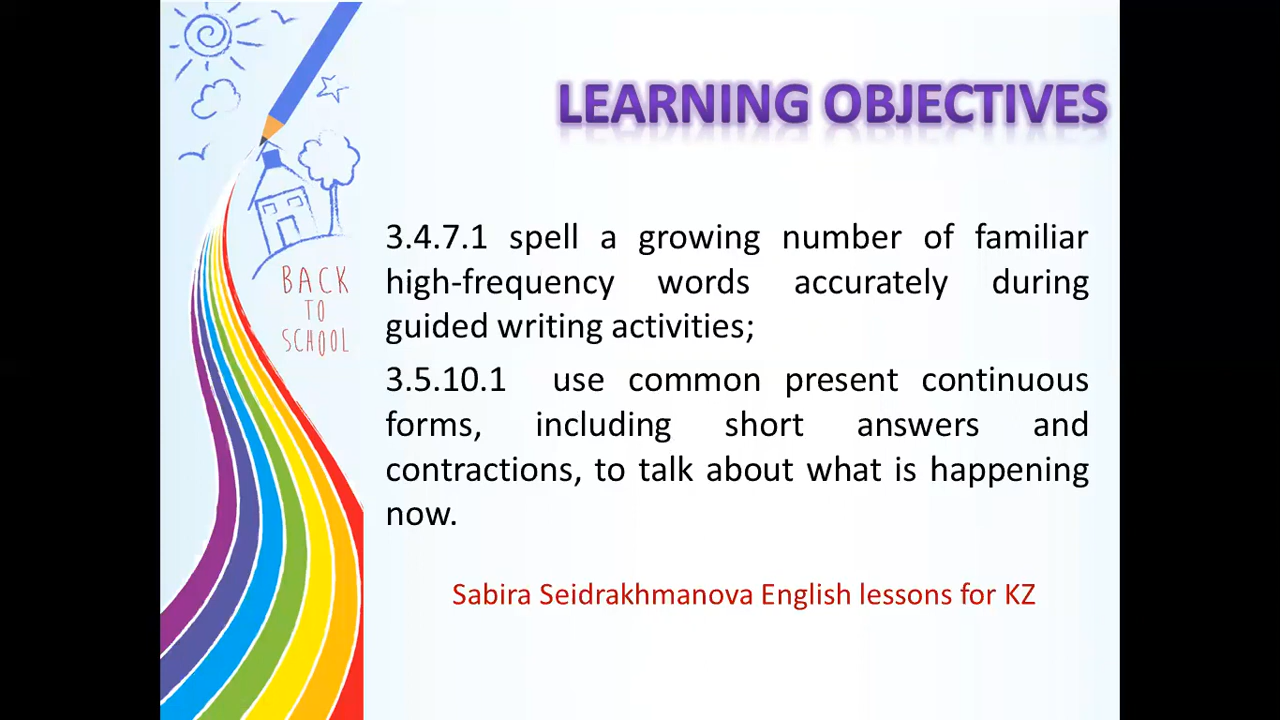 LEARNING OBJECTIVES
3.4.7.1 spell a growing number of familiar
high-frequency words accurately during
guided writing activities;
3.5.10.1 use common present continuous
forms, including short answers and
contractions, to talk about what is happening
now.
BACK
TO
SCHOOL
Sabira Seidrakhmanova English lessons for KZ